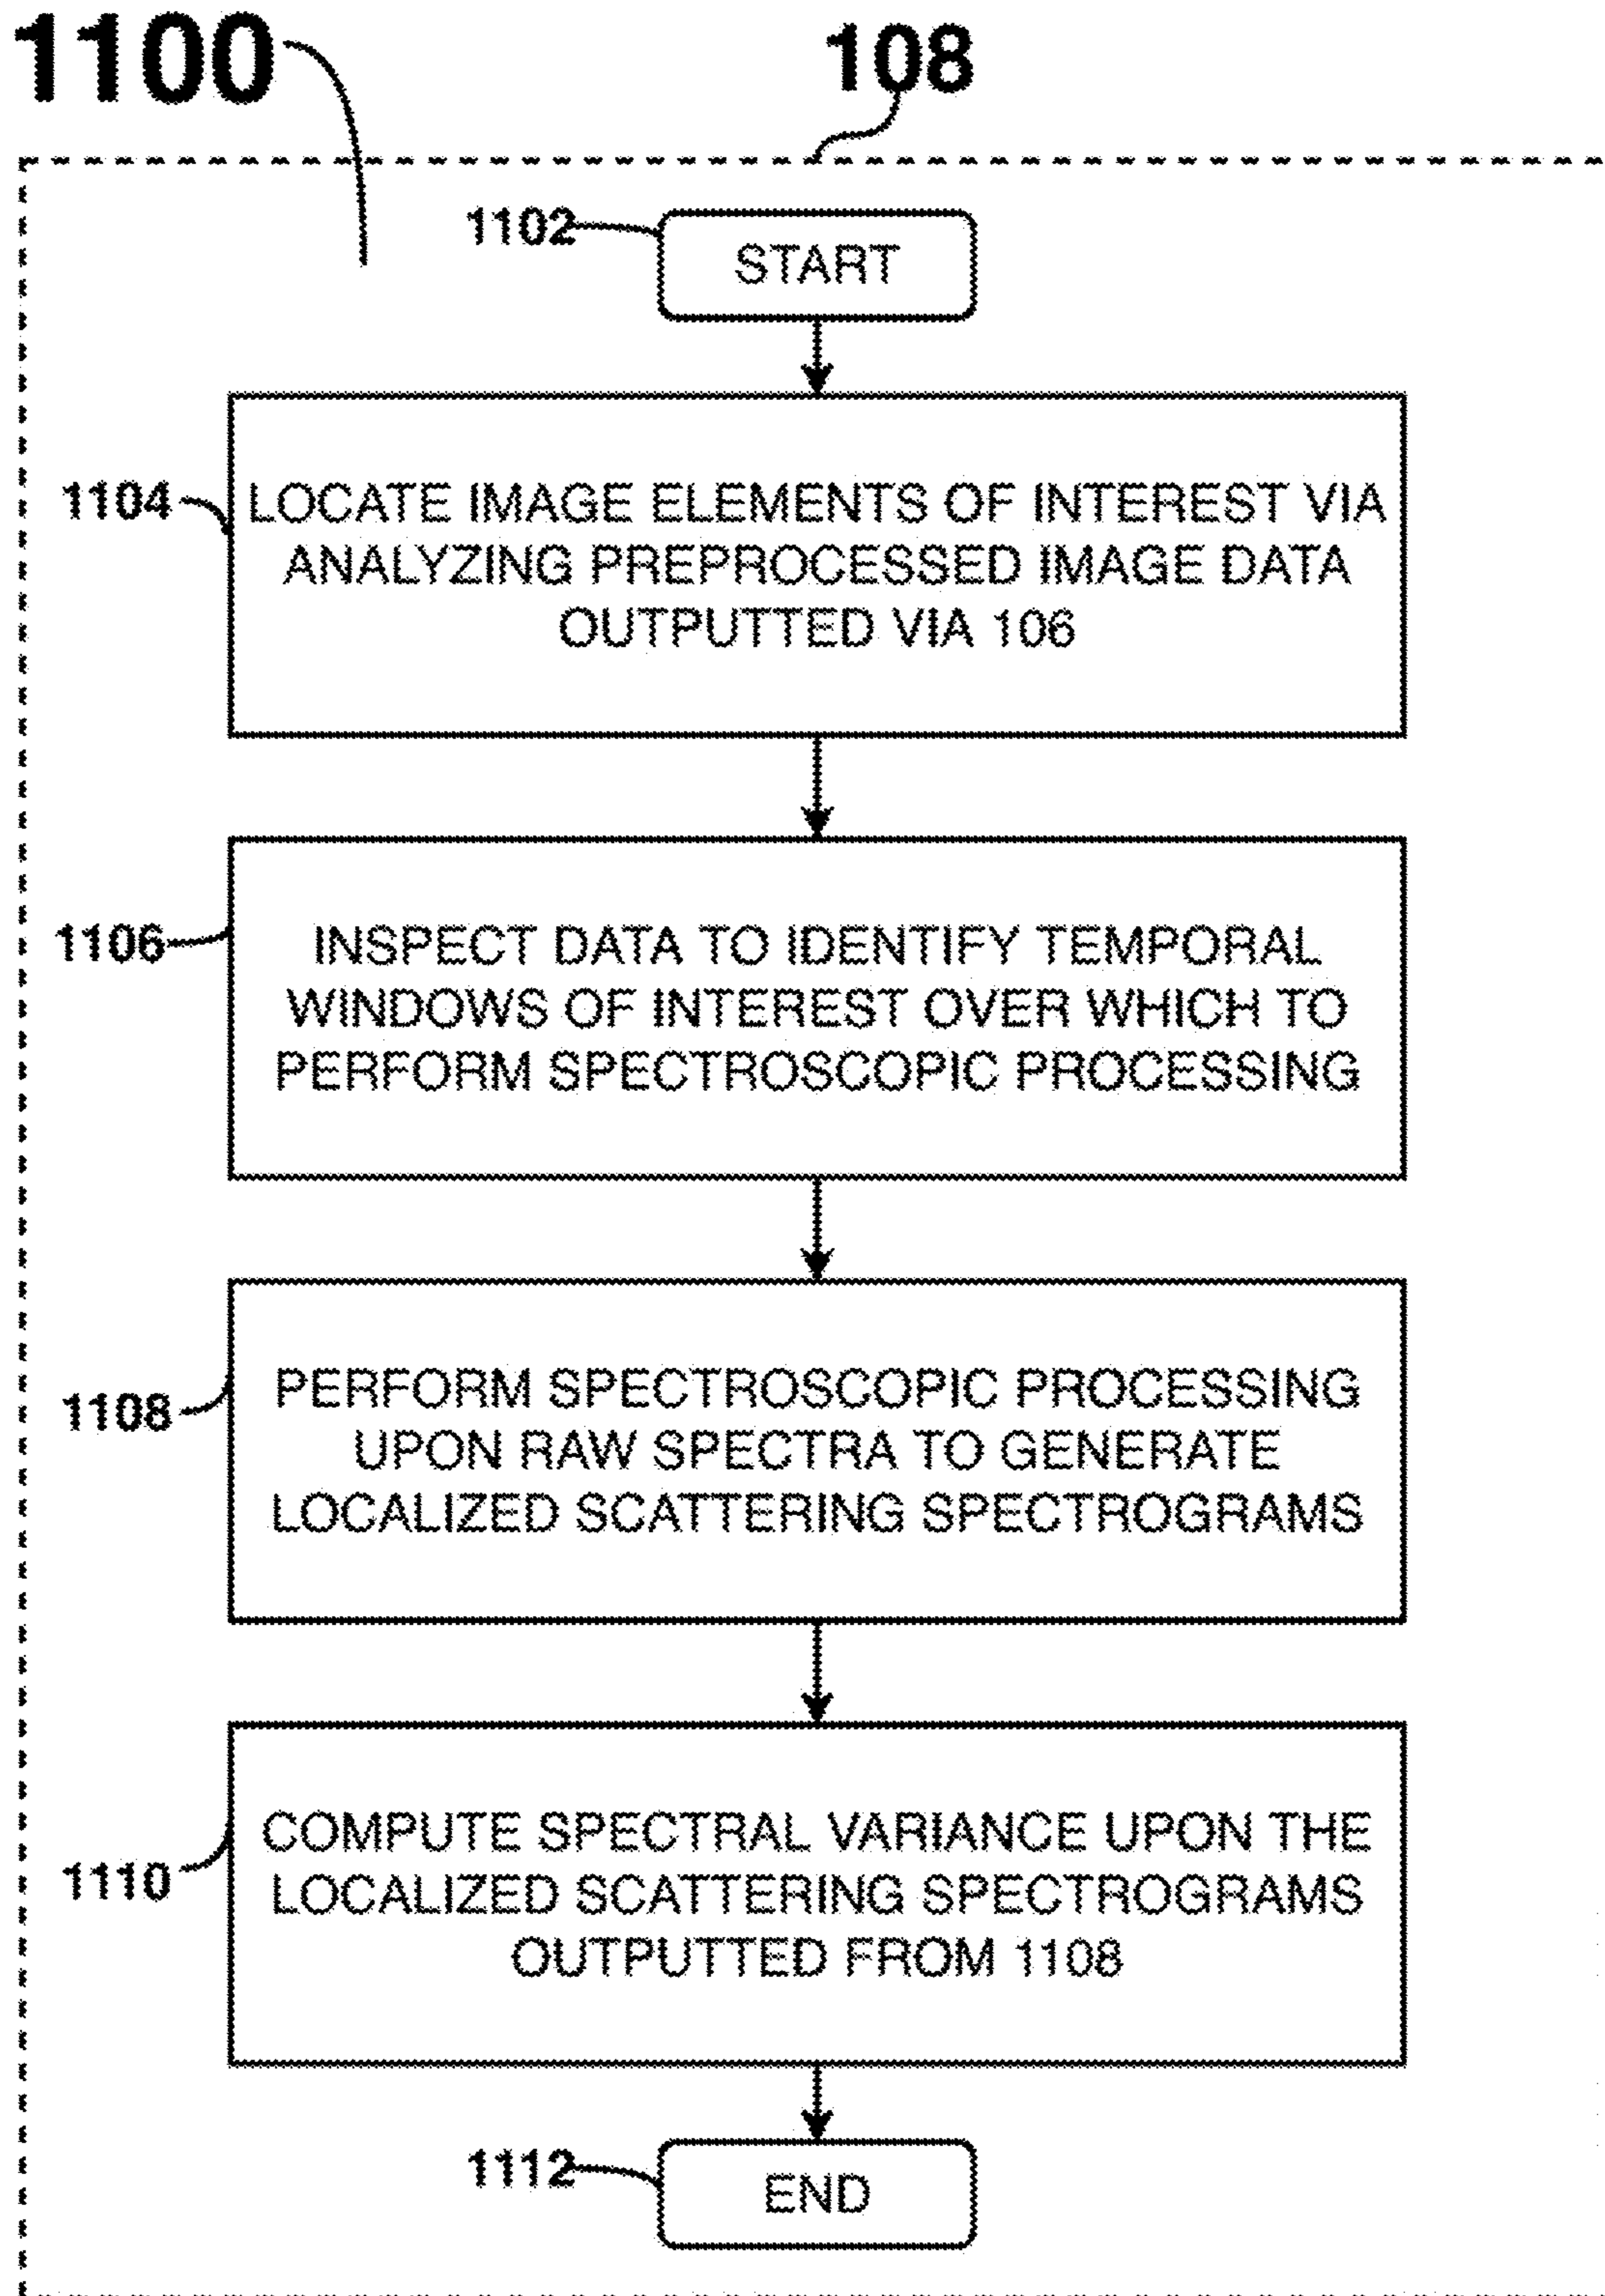 1100
108
1102
START
1104
LOCATE IMAGE ELEMENTS OF INTEREST VIA
ANALYZING PREPROCESSED IMAGE DATA
OUTPUTTED VIA 106
1106
INSPECT DATA TO IDENTIFY TEMPORAL
WINDOWS OF INTEREST OVER WHICH TO
PERFORM SPECTROSCOPIC PROCESSING
1108
PERFORM SPECTROSCOPIC PROCESSING
UPON RAW SPECTRA TO GENERATE
LOCALIZED SCATTERING SPECTROGRAMS
1110
COMPUTE SPECTRAL VARIANCE UPON THE
LOCALIZED SCATTERING SPECTROGRAMS
OUTPUTTED FROM 1108
1112
END